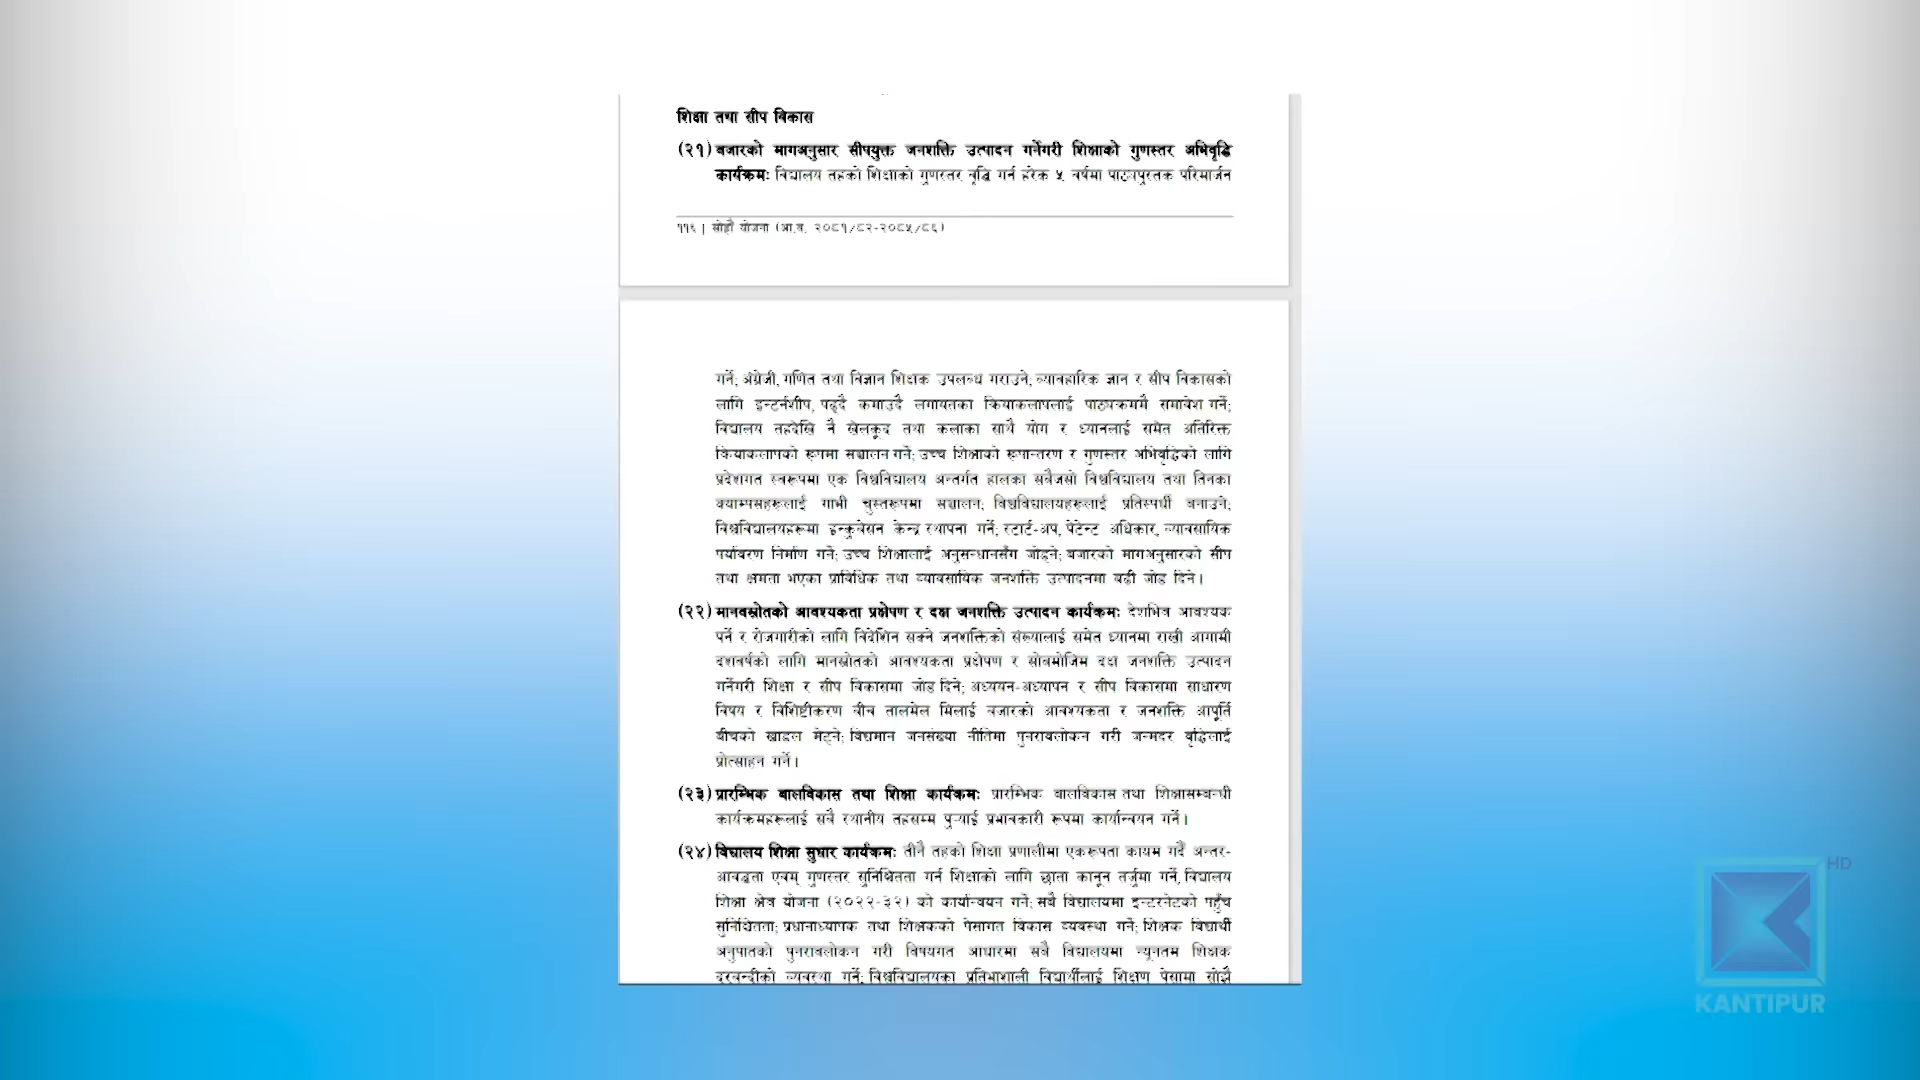 शिक्षा तथा सीप विकास
(२१) बजारको मागअनुसार सीपयुक्त जनशक्ति उत्पादन गर्नेगरी शिक्षाको गुणस्तर अभिवृद्धि
कार्यक्रमः विद्यालय तहको शिक्षाको गुणस्तर वृद्धि गर्न हरेक ५ वर्षमा पाठ्यपुस्तक परिमार्जन
११६ | सोह्रौं योजना (आ.व. २०८१/८२-२०८५/८६)
गर्ने; अंग्रेजी, गणित तथा विज्ञान शिक्षक उपलब्ध गराउने; व्यावहारिक ज्ञान र सीप विकासको
लागि इन्टर्नशीप, पढ्दै कमाउँदै लगायतका क्रियाकलापलाई पाठ्यक्रममै समावेश गर्ने;
विद्यालय तहदेखि नै खेलकूद तथा कलाका साथै योग र ध्यानलाई समेत अतिरिक्त
क्रियाकलापको रूपमा सञ्चालन गर्ने; उच्च शिक्षाको रूपान्तरण र गुणस्तर अभिवृद्धिको लागि
प्रदेशगत स्वरूपमा एक विश्वविद्यालय अन्तर्गत हालका सबैजसो विश्वविद्यालय तथा तिनका
क्याम्पसहरूलाई गाभी चुस्तरूपमा सञ्चालन; विश्वविद्यालयहरूलाई प्रतिस्पर्धी बनाउने;
विश्वविद्यालयहरूमा इन्कुवेसन केन्द्र स्थापना गर्ने; स्टार्ट-अप, पेटेन्ट अधिकार, व्यावसायिक
पर्यावरण निर्माण गर्ने; उच्च शिक्षालाई अनुसन्धानसँग जोड्ने; बजारको मागअनुसारको सीप
तथा क्षमता भएका प्राविधिक तथा व्यावसायिक जनशक्ति उत्पादनमा बढी जोड दिने।
(२२) मानवस्रोतको आवश्यकता प्रक्षेपण र दक्ष जनशक्ति उत्पादन कार्यक्रमः देशभित्र आवश्यक
पर्ने र रोजगारीको लागि विदेशिन सक्ने जनशक्तिको संख्यालाई समेत ध्यानमा राखी आगामी
दशवर्षको लागि मानस्रोतको आवश्यकता प्रक्षेपण र सोबमोजिम दक्ष जनशक्ति उत्पादन
गर्नेगरी शिक्षा र सीप विकासमा जोड दिने; अध्ययन-अध्यापन र सीप विकासमा साधारण
विषय र विशिष्टीकरण बीच तालमेल मिलाई बजारको आवश्यकता र जनशक्ति आपूर्ति
बीचको खाडल मेट्ने; विद्यमान जनसंख्या नीतिमा पुनरावलोकन गरी जन्मदर वृद्धिलाई
प्रोत्साहन गर्ने।
(२३) प्रारम्भिक बालविकास तथा शिक्षा कार्यक्रमः प्रारम्भिक बालविकास तथा शिक्षासम्बन्धी
कार्यक्रमहरूलाई सबै स्थानीय तहसम्म पुऱ्याई प्रभावकारी रूपमा कार्यान्वयन गर्ने।
(२४) विद्यालय शिक्षा सुधार कार्यक्रमः तीनै तहको शिक्षा प्रणालीमा एकरूपता कायम गर्दै अन्तर-
आवद्धता एवम् गुणस्तर सुनिश्चितता गर्न शिक्षाको लागि छाता कानून तर्जुमा गर्ने, विद्यालय
शिक्षा क्षेत्र योजना (२०२२-३२) को कार्यान्वयन गर्ने; सबै विद्यालयमा इन्टरनेटको पहुँच
सुनिश्चितता; प्रधानाध्यापक तथा शिक्षकको पेसागत विकास व्यवस्था गर्ने; शिक्षक विद्यार्थी
अनुपातको पुनरावलोकन गरी विषयगत आधारमा सबै विद्यालयमा न्यूनतम शिक्षक
दरबन्दीको व्यवस्था गर्ने; विश्वविद्यालयका प्रतिभाशाली विद्यार्थीलाई शिक्षण पेसामा सोझै
HD
KANTIPUR